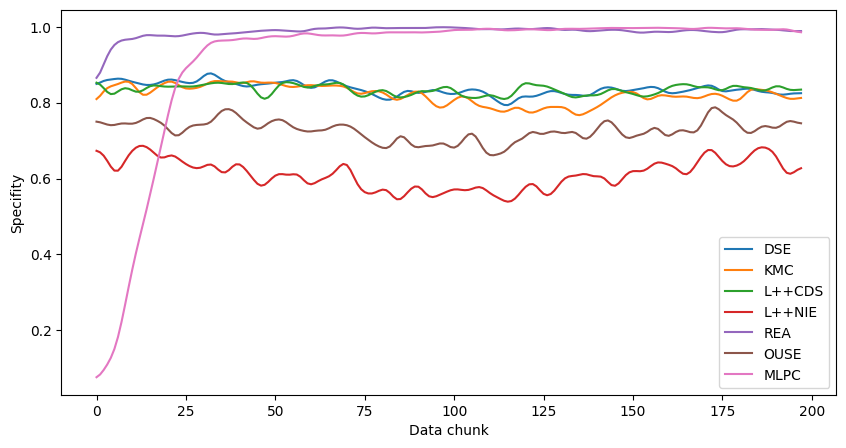 1.0
0.8
0.6
0.4
0.2
Specifity
0
25
50
75
100
125
150
175
200
Data chunk
DSE
KMC
L++CDS
L++NIE
REA
OUSE
MLPC